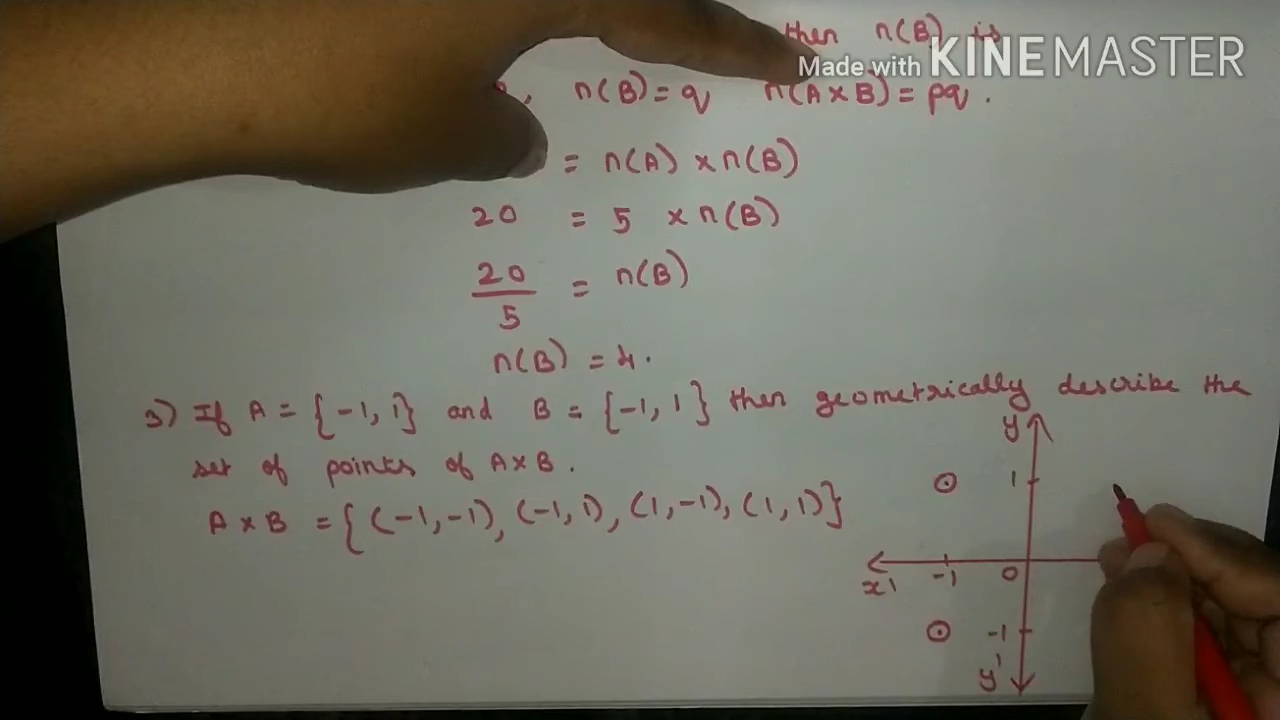 then n(B) is
Made with KINEMASTER
n(B) = q n(A×B) = pq.
= n(A) × n(B)
20 = 5 × n(B)
20/5 = n(B)
n(B) = 4.
3) If A = {-1, 1} and B = {-1, 1} then geometrically describe the
set of points of A×B.
A × B = {(-1,-1), (-1, 1), (1,-1), (1, 1)}
y
1
x' -1 0
-1
y'